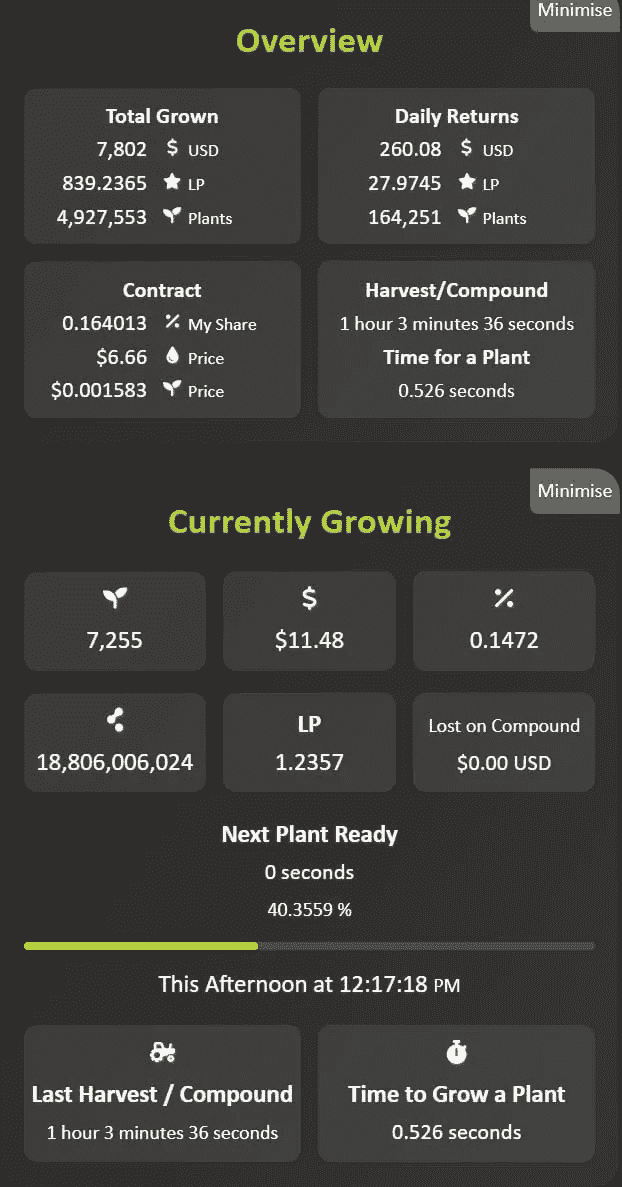 Minimise
Overview
Total Grown
7,802 $ USD
839.2365 LP
4,927,553 Plants
Daily Returns
260.08 $ USD
27.9745 LP
164,251 Plants
Contract
0.164013 % My Share
$6.66 Price
$0.001583 Price
Harvest/Compound
1 hour 3 minutes 36 seconds
Time for a Plant
0.526 seconds
Minimise
Currently Growing
7,255
$
$11.48
%
0.1472
18,806,006,024
LP
1.2357
Lost on Compound
$0.00 USD
Next Plant Ready
0 seconds
40.3559 %
This Afternoon at 12:17:18 PM
Last Harvest / Compound
1 hour 3 minutes 36 seconds
Time to Grow a Plant
0.526 seconds